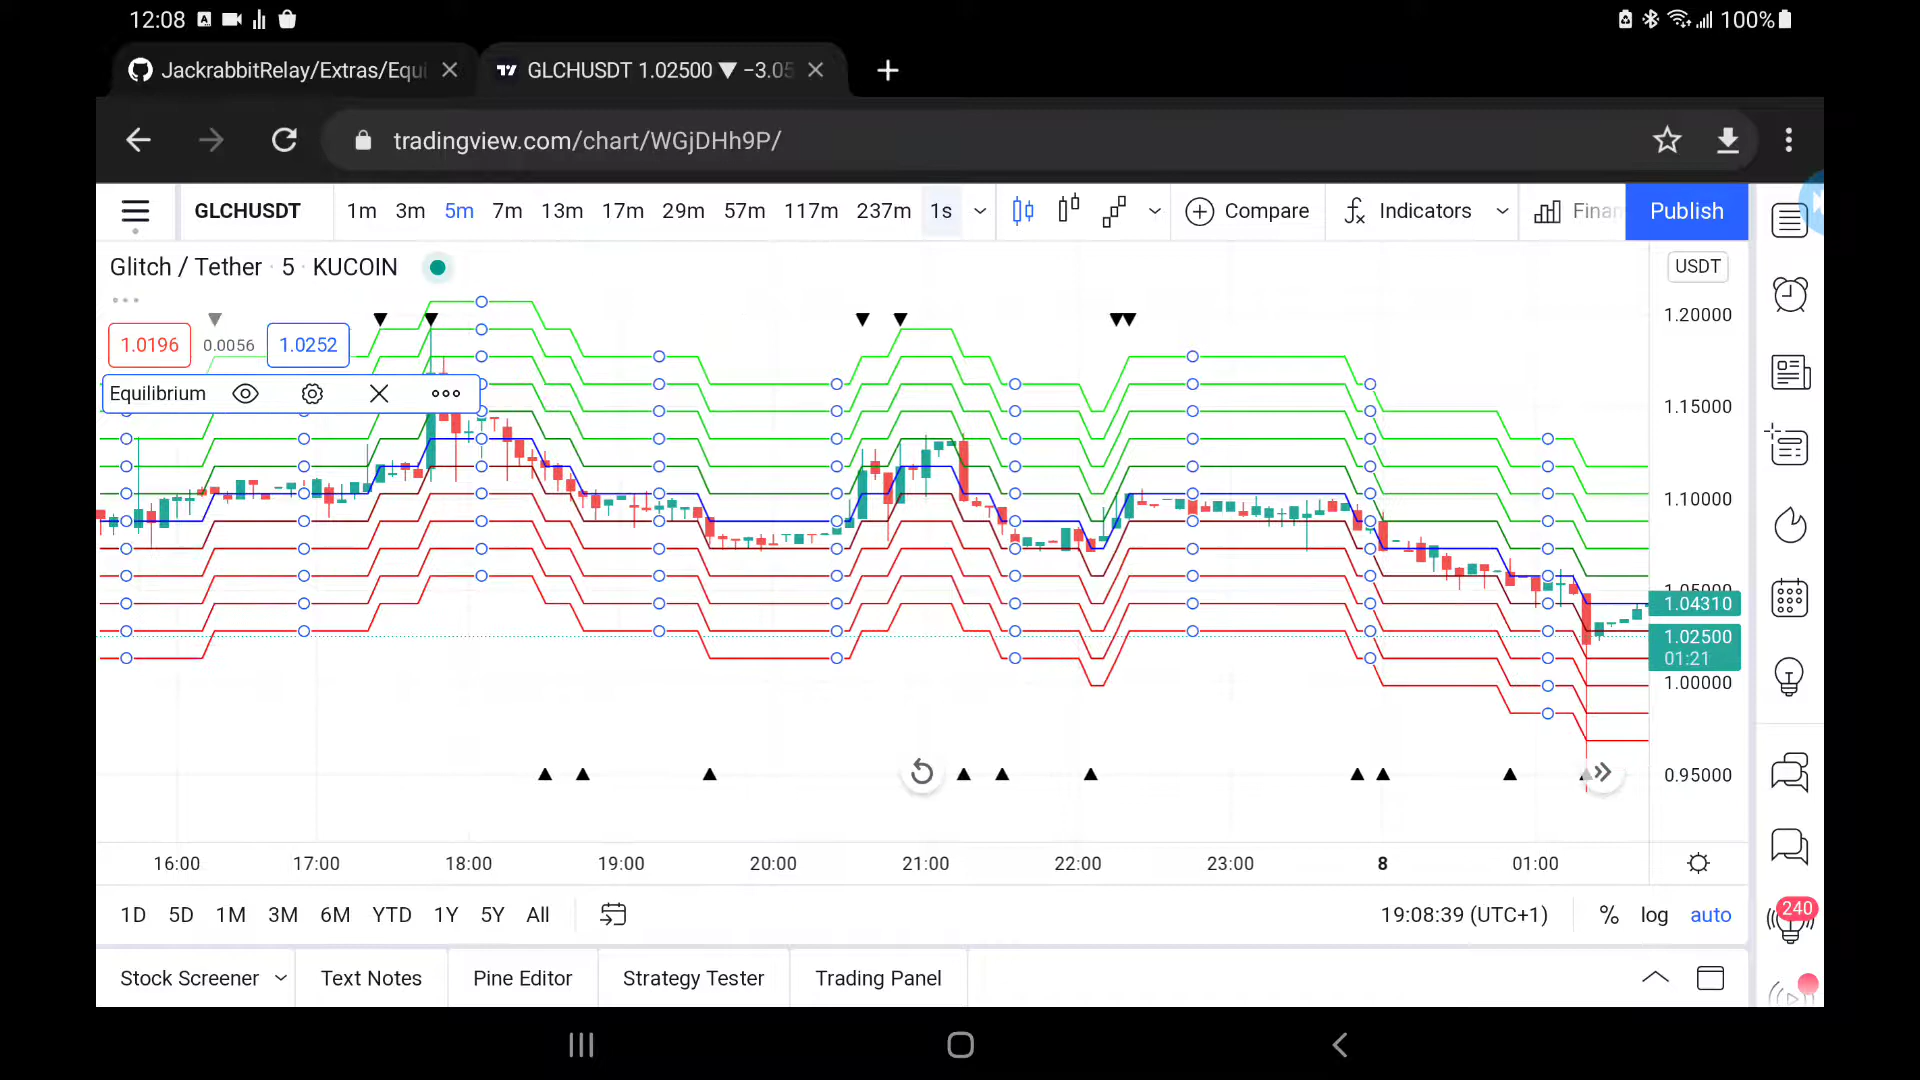 12:08
100%
JackrabbitRelay/Extras/Equi
GLCHUSDT 1.02500 ▼ −3.05
tradingview.com/chart/WGjDHh9P/
GLCHUSDT 1m 3m 5m 7m 13m 17m 29m 57m 117m 237m 1s Compare Indicators Finan Publish
Glitch / Tether · 5 · KUCOIN
USDT
1.0196 0.0056 1.0252
Equilibrium
1.20000
1.15000
1.10000
1.05000
1.04310
1.02500
01:21
1.00000
0.95000
16:00 17:00 18:00 19:00 20:00 21:00 22:00 23:00 8 01:00
1D 5D 1M 3M 6M YTD 1Y 5Y All
19:08:39 (UTC+1) % log auto
240
Stock Screener Text Notes Pine Editor Strategy Tester Trading Panel